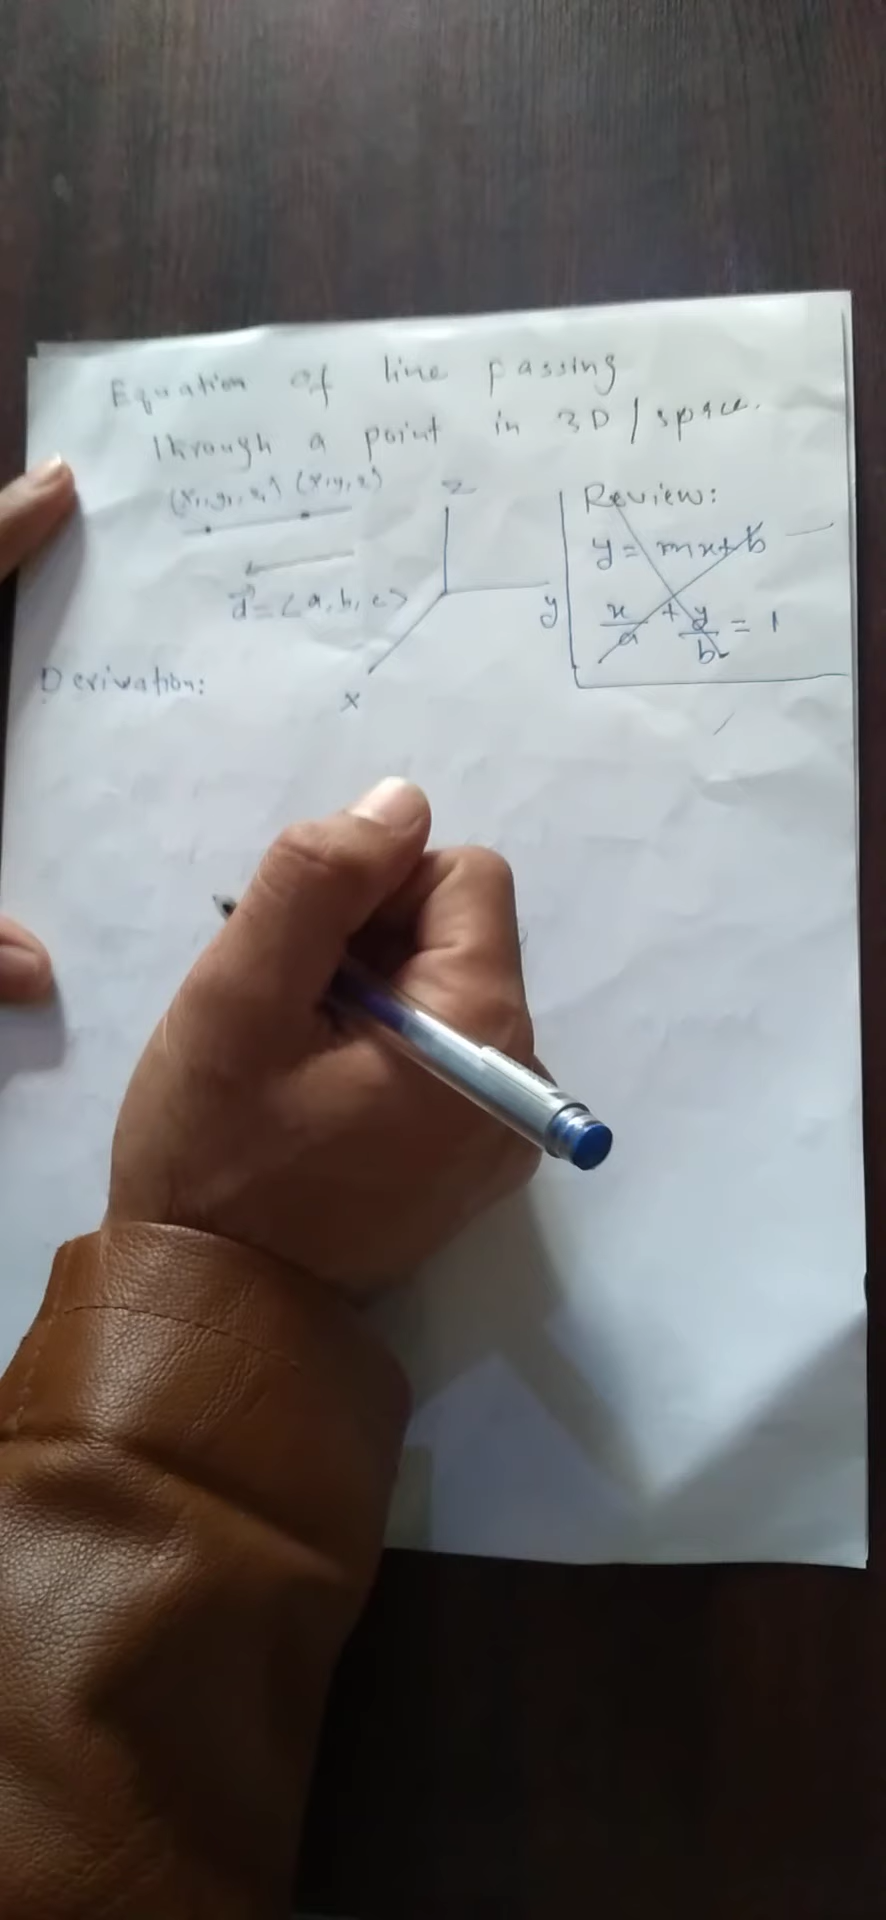 Equation of line passing
through a point in 3D / space.
(x₁, y₁, z₁) (x, y, z)
d⃗ = < a, b, c >
z
y
x
Review:
y = mx + b
x/a + y/b = 1
Derivation: